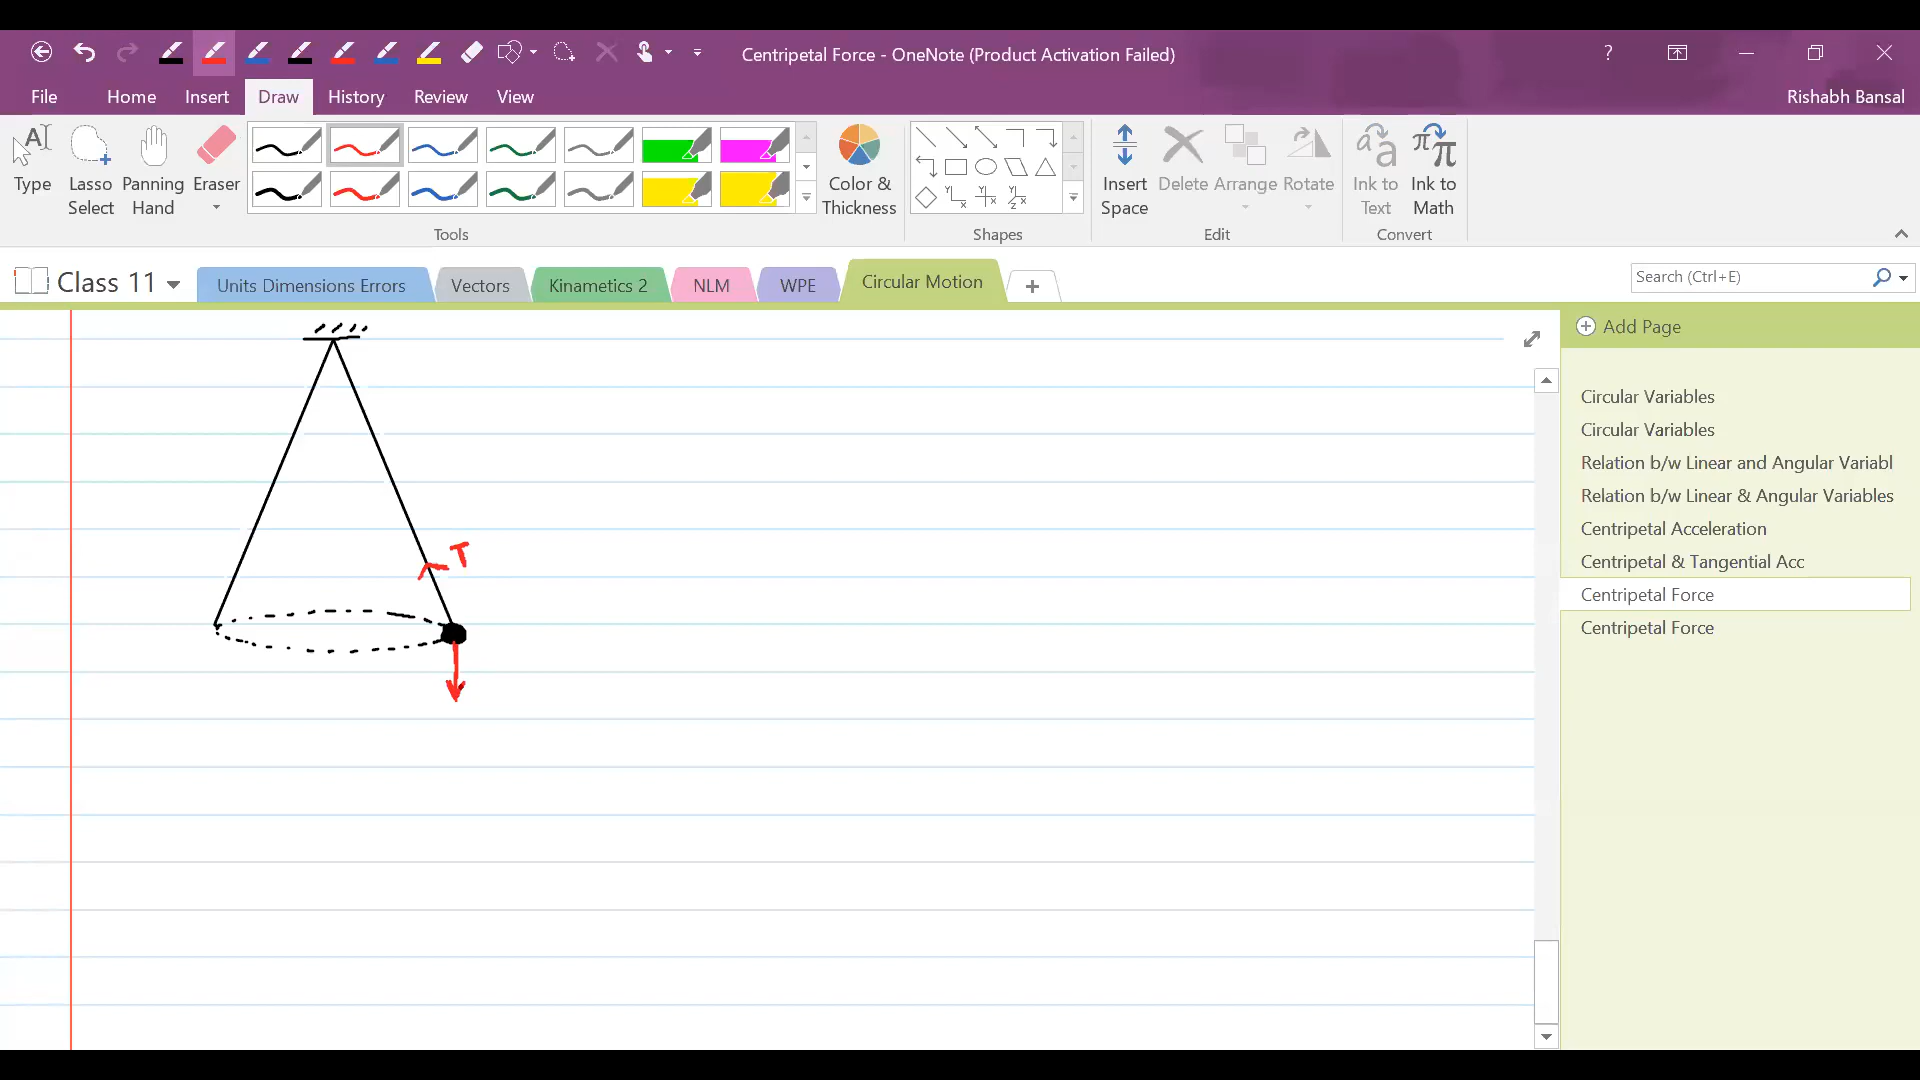 Centripetal Force - OneNote (Product Activation Failed)
?
File Home Insert Draw History Review View
Rishabh Bansal
Type
Lasso Select
Panning Hand
Eraser
Color & Thickness
Insert Space
Delete
Arrange
Rotate
Ink to Text
Ink to Math
Tools
Shapes
Edit
Convert
Class 11
Units Dimensions Errors
Vectors
Kinametics 2
NLM
WPE
Circular Motion
Search (Ctrl+E)
Add Page
Circular Variables
Circular Variables
Relation b/w Linear and Angular Variabl
Relation b/w Linear & Angular Variables
Centripetal Acceleration
Centripetal & Tangential Acc
Centripetal Force
Centripetal Force
T